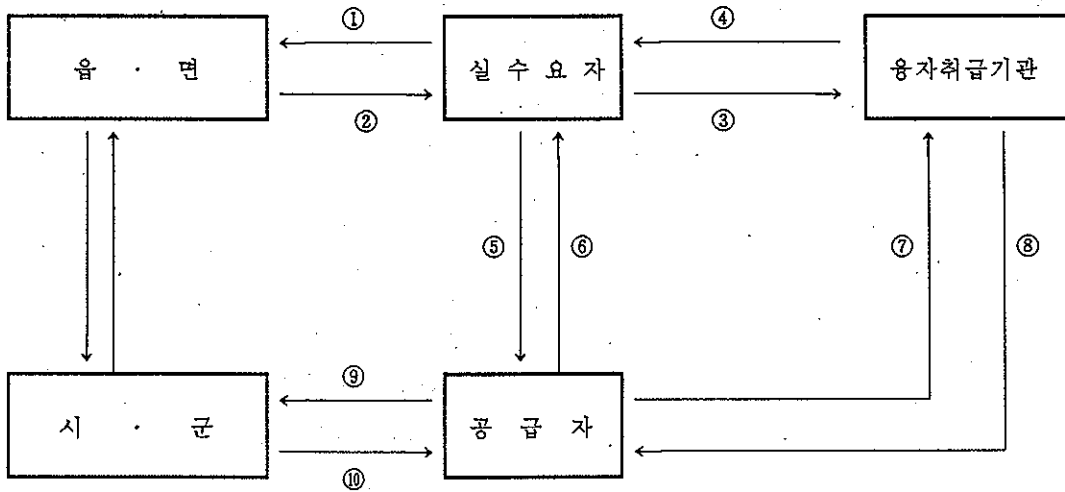 ① ④
읍 · 면 실 수 요 자 융자취급기관
② ③
⑤ ⑥ ⑦ ⑧
⑨
시 · 군 공 급 자
⑩